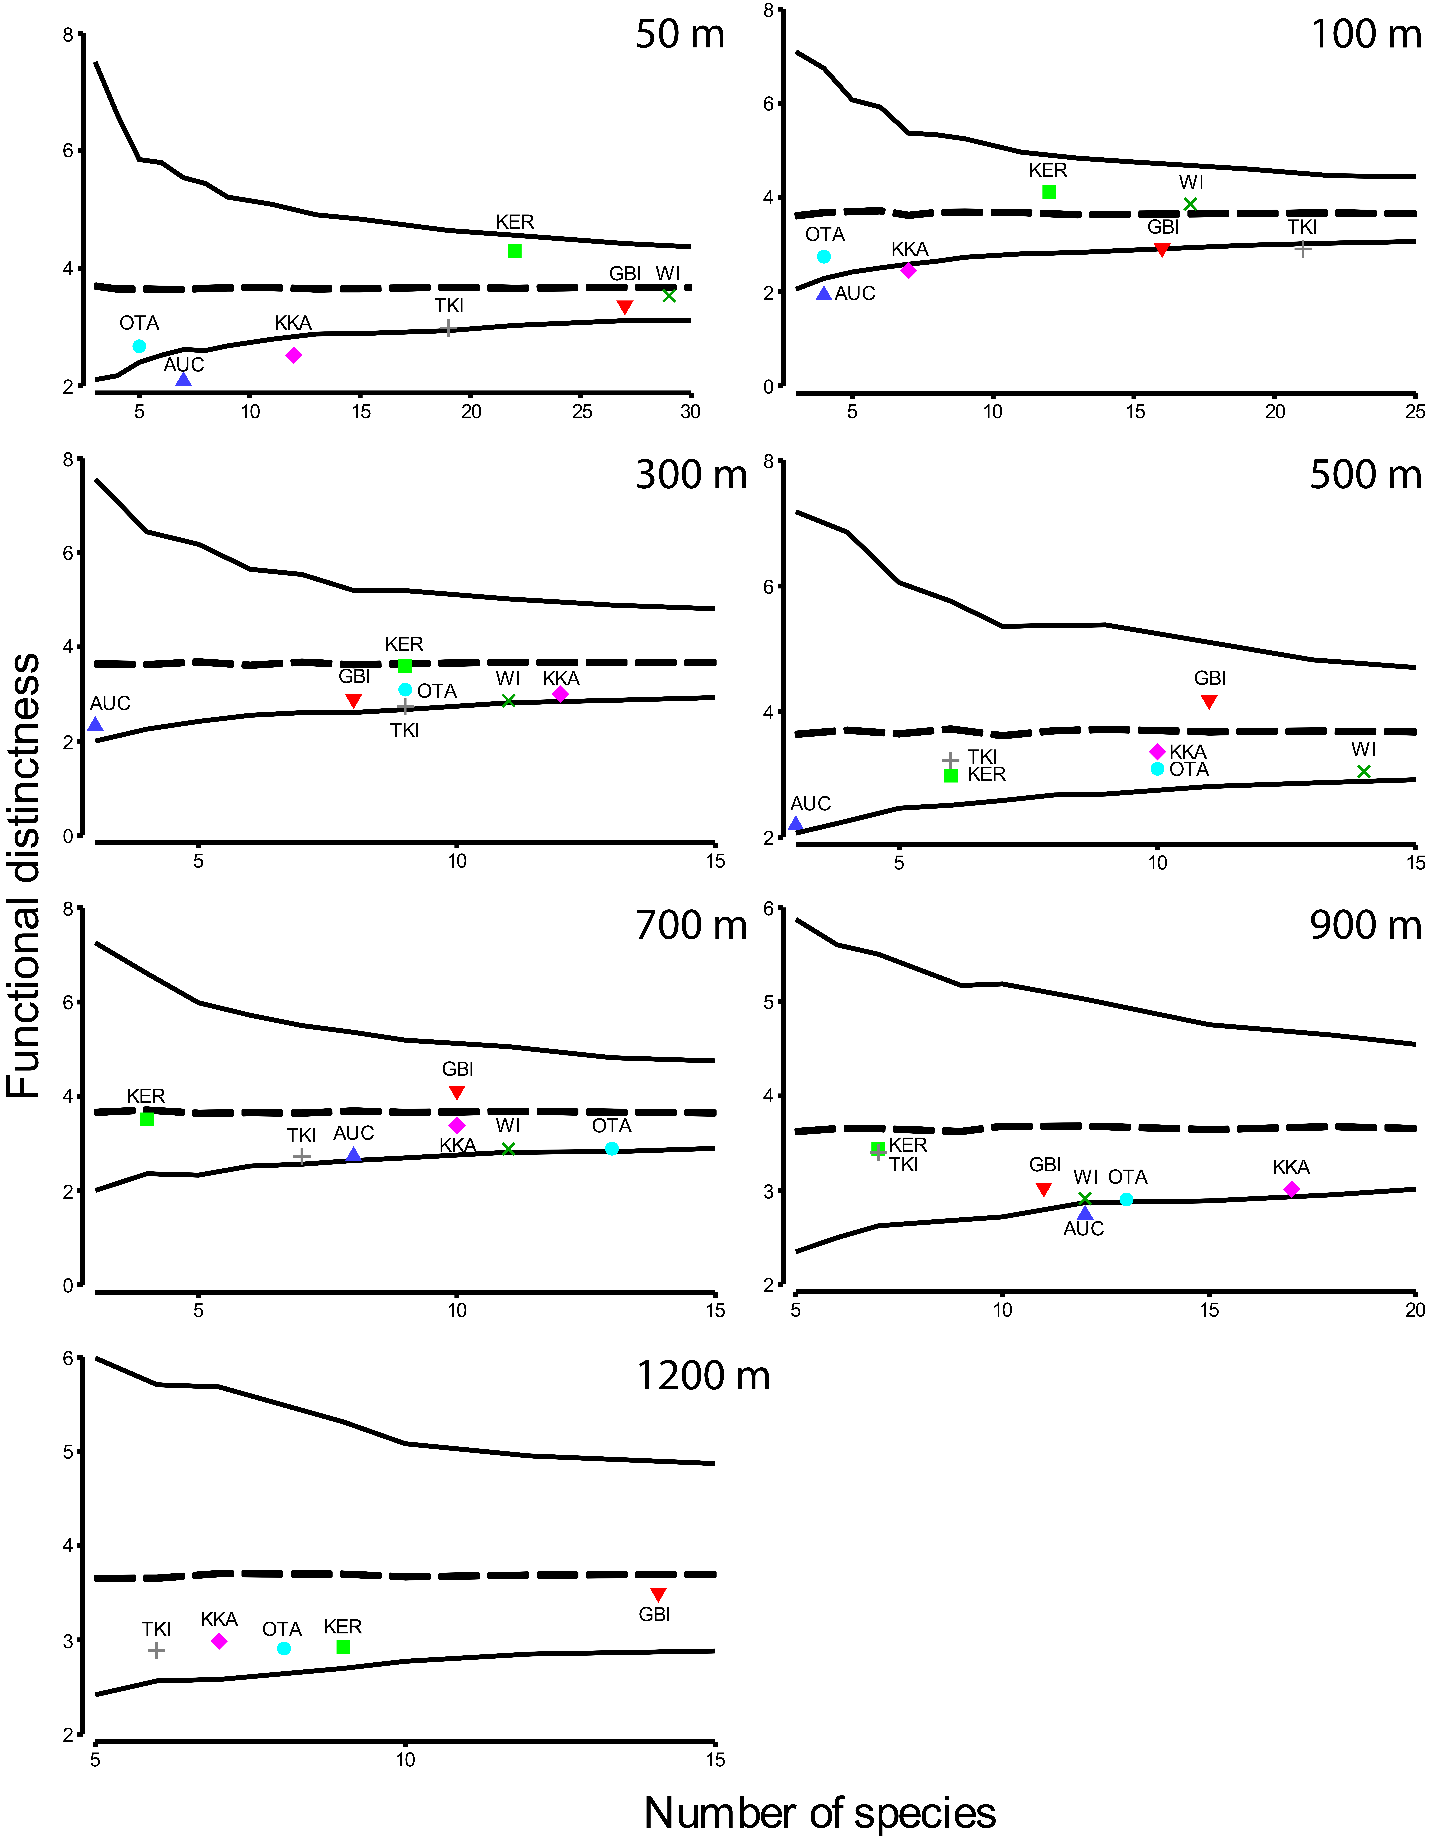 50 m
8
6
4
2
KER
GBI WI
TKI
OTA
KKA
AUC
5 10 15 20 25 30
100 m
8
6
4
2
0
KER
WI
OTA
GBI
TKI
KKA
AUC
5 10 15 20 25
300 m
8
6
4
2
0
KER
GBI
OTA
WI
KKA
AUC
TKI
5 10 15
500 m
8
6
4
2
GBI
TKI
KER
KKA
OTA
WI
AUC
5 10 15
700 m
8
6
4
2
0
GBI
KER
TKI
AUC
KKA
WI
OTA
5 10 15
900 m
6
5
4
3
2
KER
TKI
GBI
WI OTA
KKA
AUC
5 10 15 20
1200 m
6
5
4
3
2
TKI
KKA
OTA
KER
GBI
5 10 15
Functional distinctness
Number of species